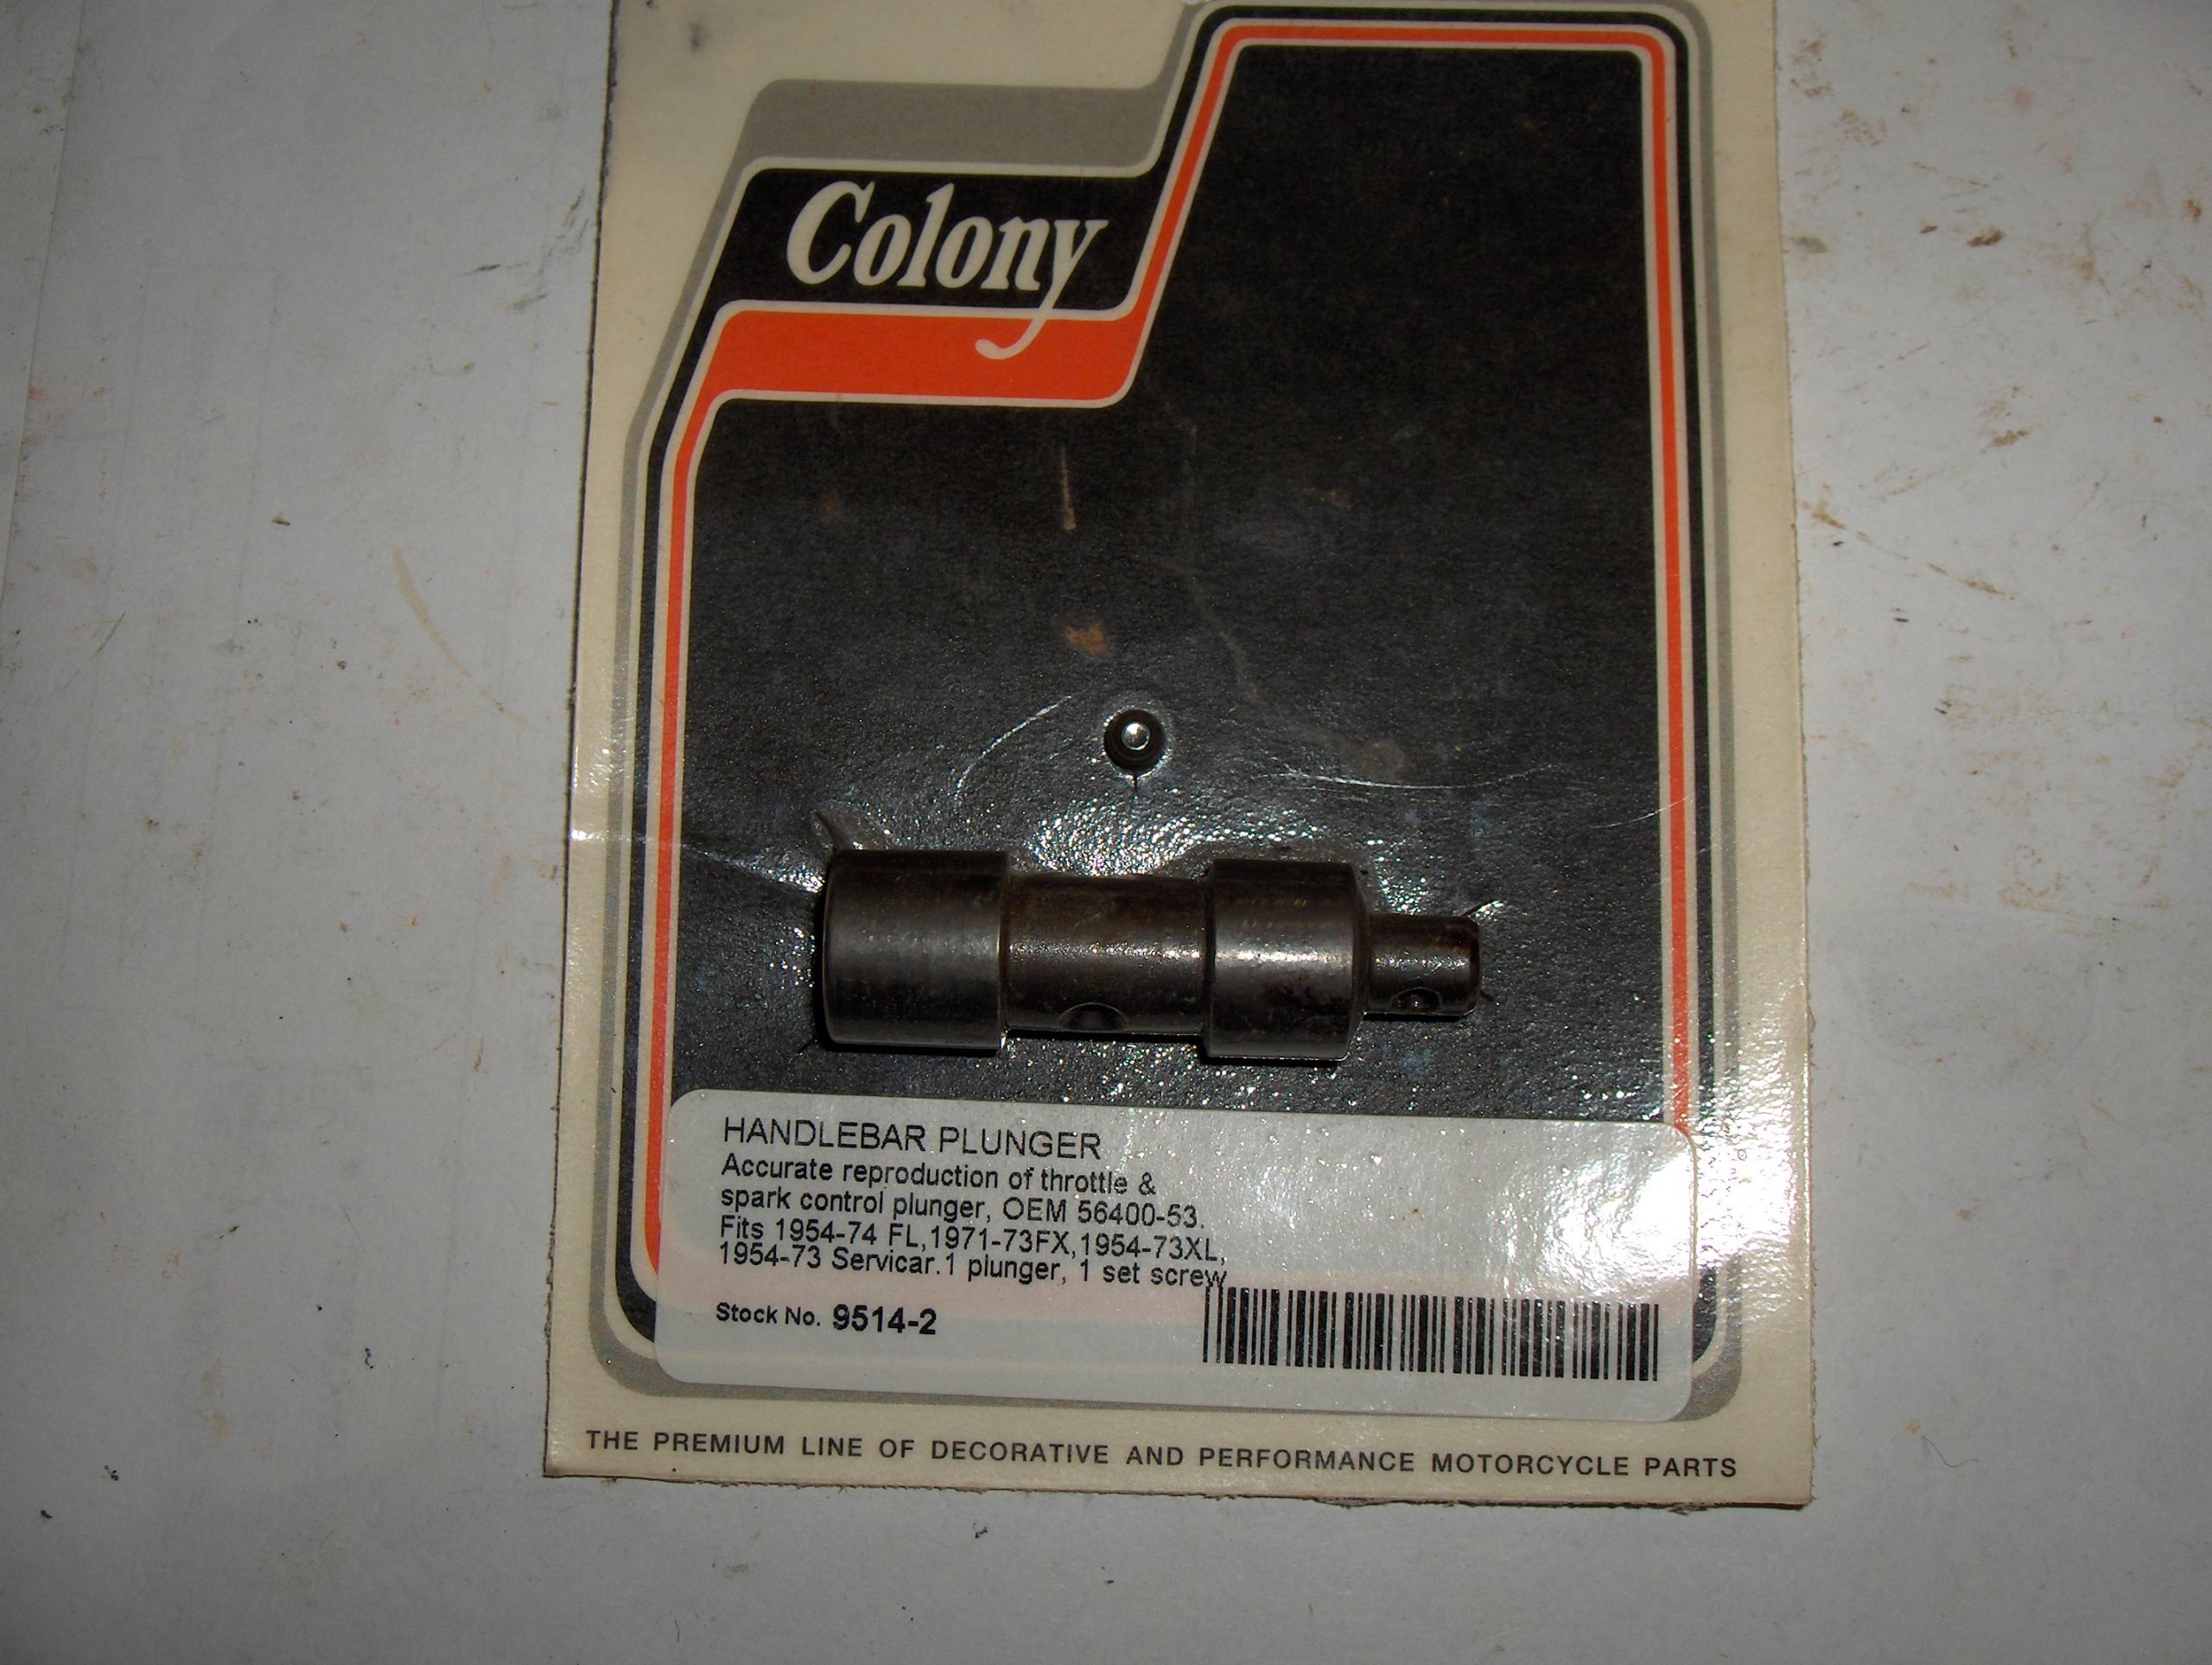 Colony
HANDLEBAR PLUNGER
Accurate reproduction of throttle &
spark control plunger, OEM 56400-53.
Fits 1954-74 FL,1971-73FX,1954-73XL,
1954-73 Servicar.1 plunger, 1 set screw
Stock No. 9514-2
THE PREMIUM LINE OF DECORATIVE AND PERFORMANCE MOTORCYCLE PARTS